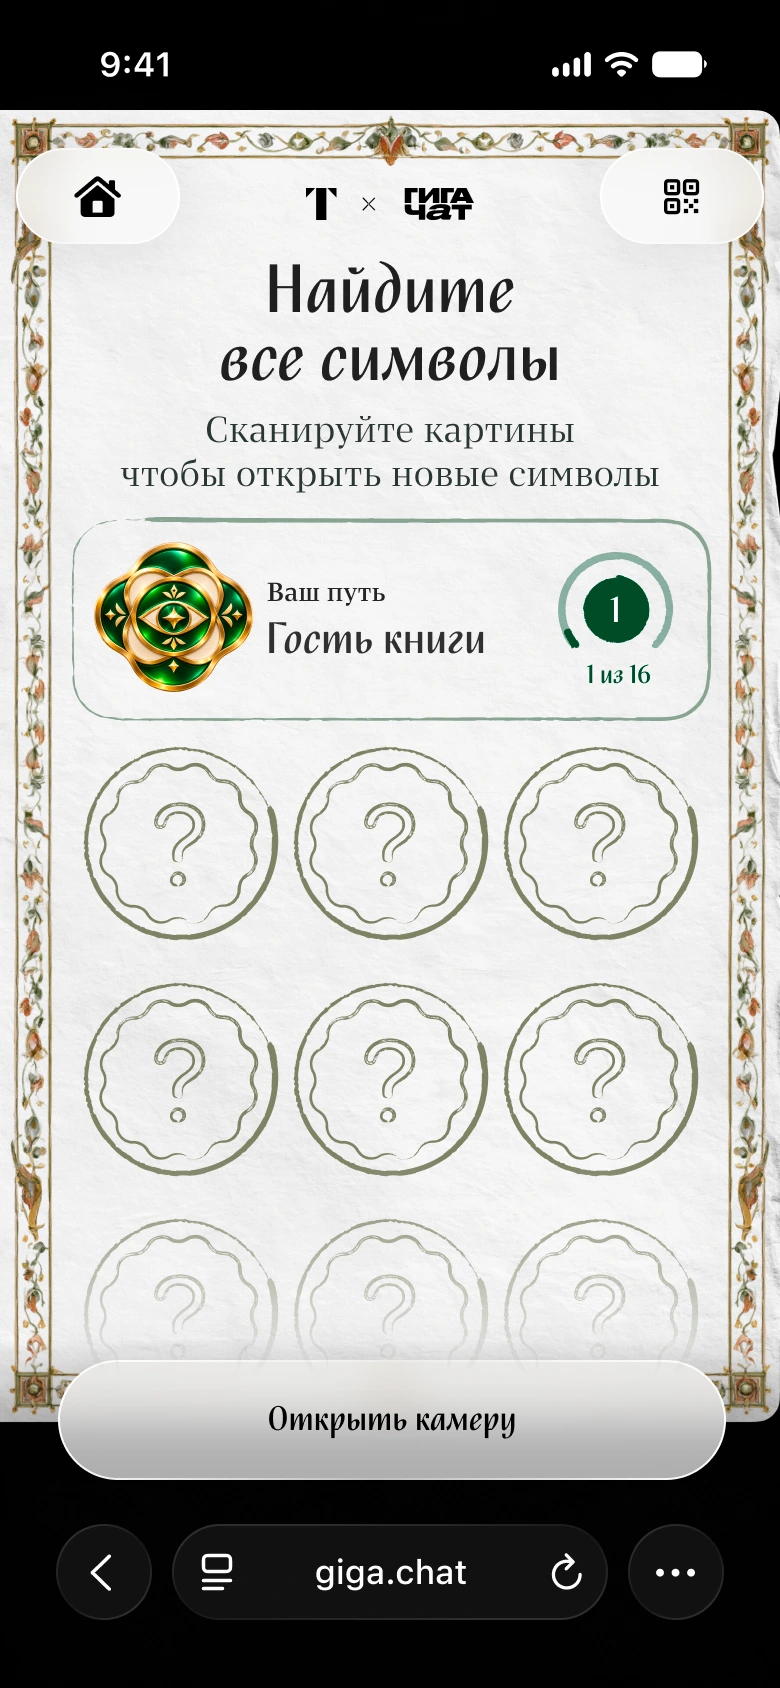 9:41
Т × ГИГА
ЧАТ
Найдите
все символы
Сканируйте картины
чтобы открыть новые символы
Ваш путь
Гость книги
1
1 из 16
? ? ?
? ? ?
? ? ?
Открыть камеру
giga.chat